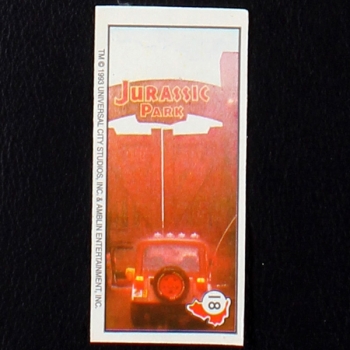 JURASSIC
PARK
18
TM © 1993 UNIVERSAL CITY STUDIOS, INC. & AMBLIN ENTERTAINMENT, INC.